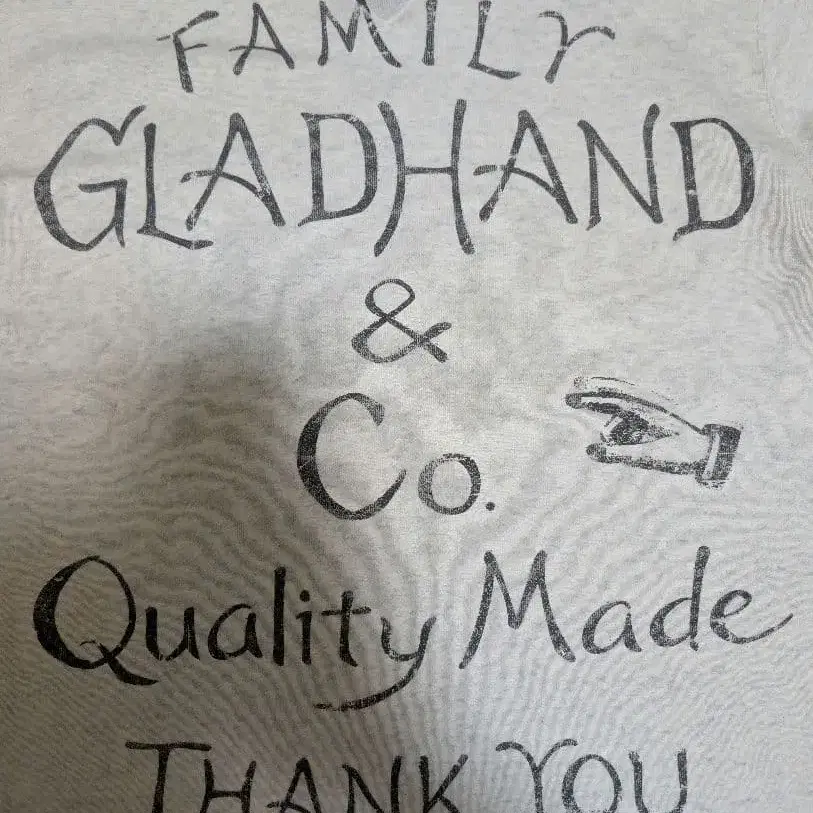 FAMILY
GLADHAND
&
Co.
Quality Made
THANK YOU